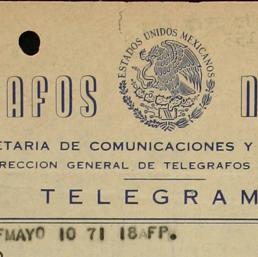 ESTADOS UNIDOS MEXICANOS
AFOS N
ETARIA DE COMUNICACIONES Y
RECCION GENERAL DE TELEGRAFOS
TELEGRAM
MAYO 10 71 18AFP.